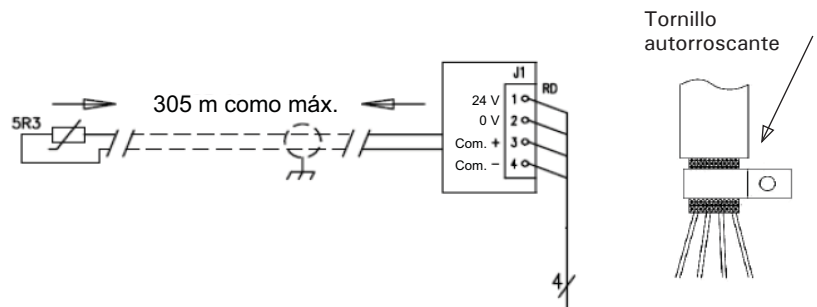 Tornillo
autorroscante
J1
RD
305 m como máx.
5R3
24 V 1
0 V 2
Com. + 3
Com. − 4
4